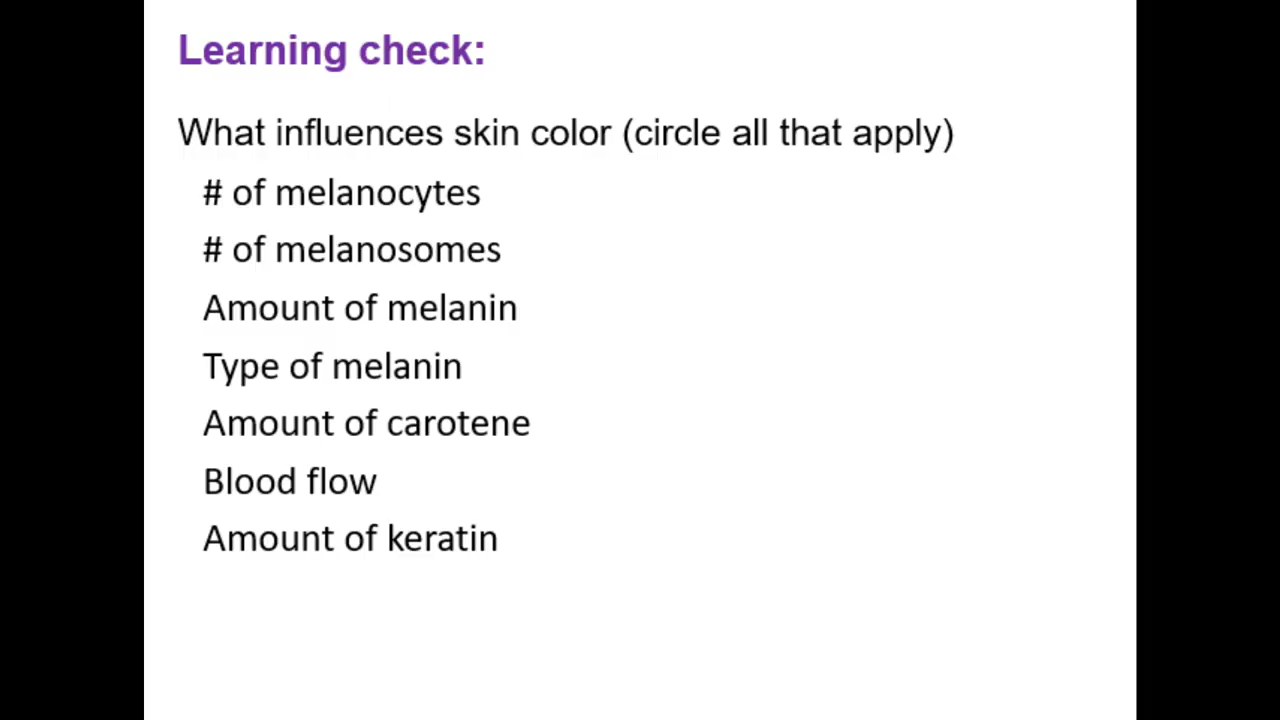 Learning check:
What influences skin color (circle all that apply)
# of melanocytes
# of melanosomes
Amount of melanin
Type of melanin
Amount of carotene
Blood flow
Amount of keratin